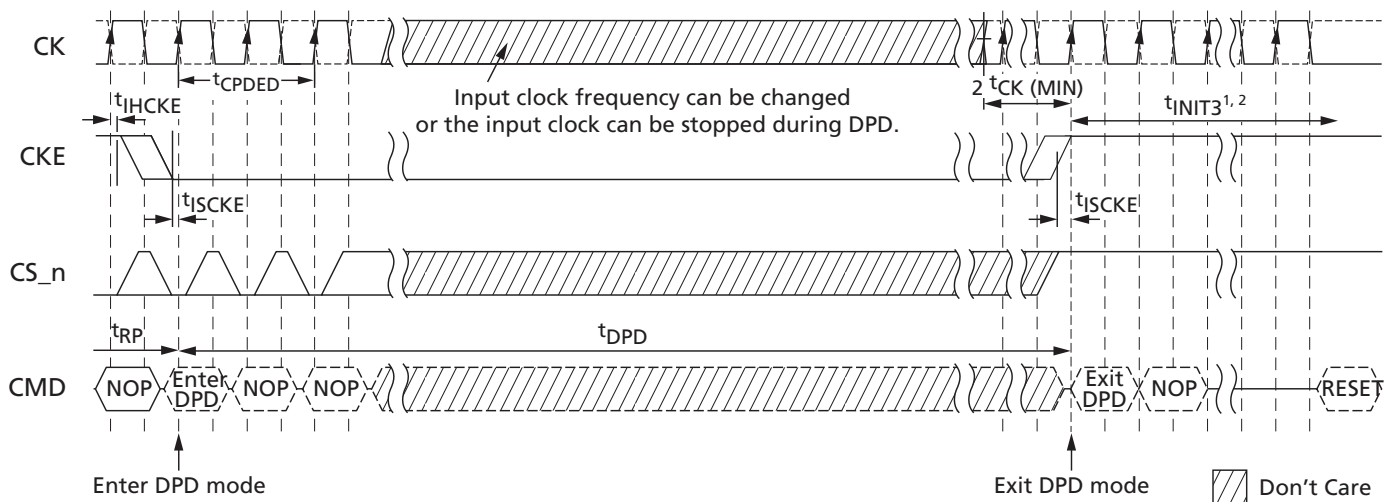 CK
tCPDED
2 tCK (MIN)
tIHCKE
Input clock frequency can be changed
or the input clock can be stopped during DPD.
tINIT3¹, ²
CKE
tISCKE
tISCKE
CS_n
tRP
tDPD
CMD
NOP
Enter
DPD
NOP
NOP
Exit
DPD
NOP
RESET
Enter DPD mode
Exit DPD mode
Don't Care